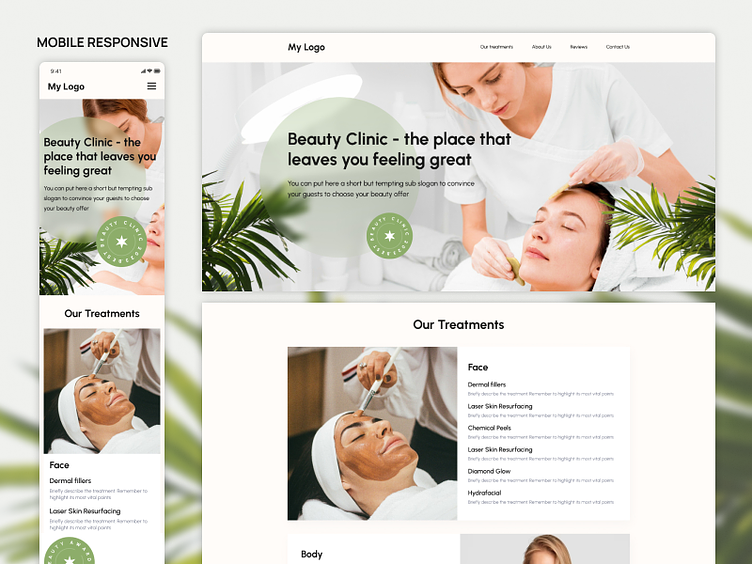 MOBILE RESPONSIVE
9:41
My Logo
Beauty Clinic - the
place that leaves you
feeling great
You can put here a short but tempting sub
slogan to convince your guests to choose
your beauty offer
BEAUTY CLINIC
Our Treatments
Face
Dermal fillers
Briefly describe the treatment Remember to
highlight its most vital points
Laser Skin Resurfacing
Briefly describe the treatment Remember to
highlight its most vital points
BEAUTY AWARD
My Logo
Our treatments About Us Reviews Contact Us
Beauty Clinic - the place that
leaves you feeling great
You can put here a short but tempting sub slogan to convince
your guests to choose your beauty offer
BEAUTY CLINIC
Our Treatments
Face
Dermal fillers
Briefly describe the treatment Remember to highlight its most vital points
Laser Skin Resurfacing
Briefly describe the treatment Remember to highlight its most vital points
Chemical Peels
Briefly describe the treatment Remember to highlight its most vital points
Laser Skin Resurfacing
Briefly describe the treatment Remember to highlight its most vital points
Diamond Glow
Briefly describe the treatment Remember to highlight its most vital points
Hydrafacial
Briefly describe the treatment Remember to highlight its most vital points
Body